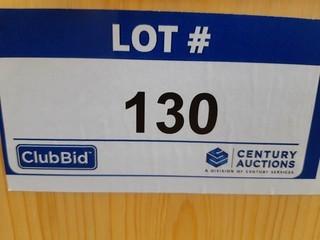 LOT #
130
ClubBid
CENTURY
AUCTIONS
A DIVISION OF CENTURY SERVICES